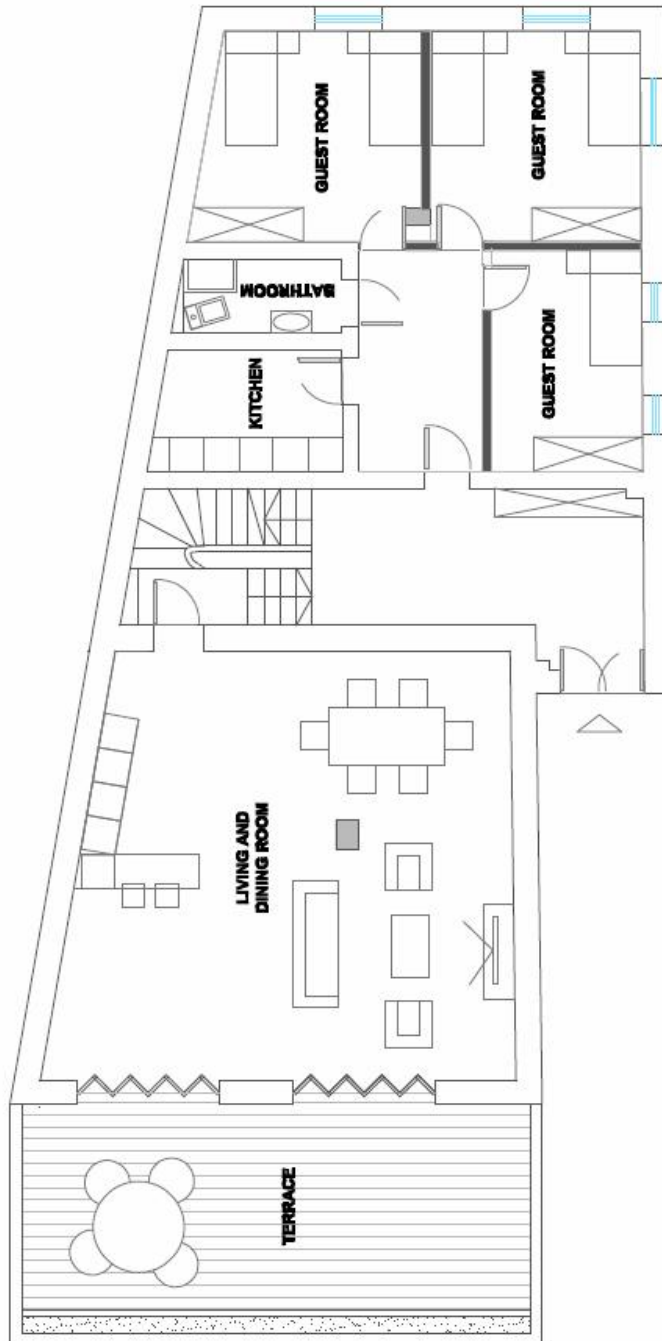 GUEST ROOM
GUEST ROOM
BATHROOM
KITCHEN
GUEST ROOM
LIVING AND
DINING ROOM
TERRACE